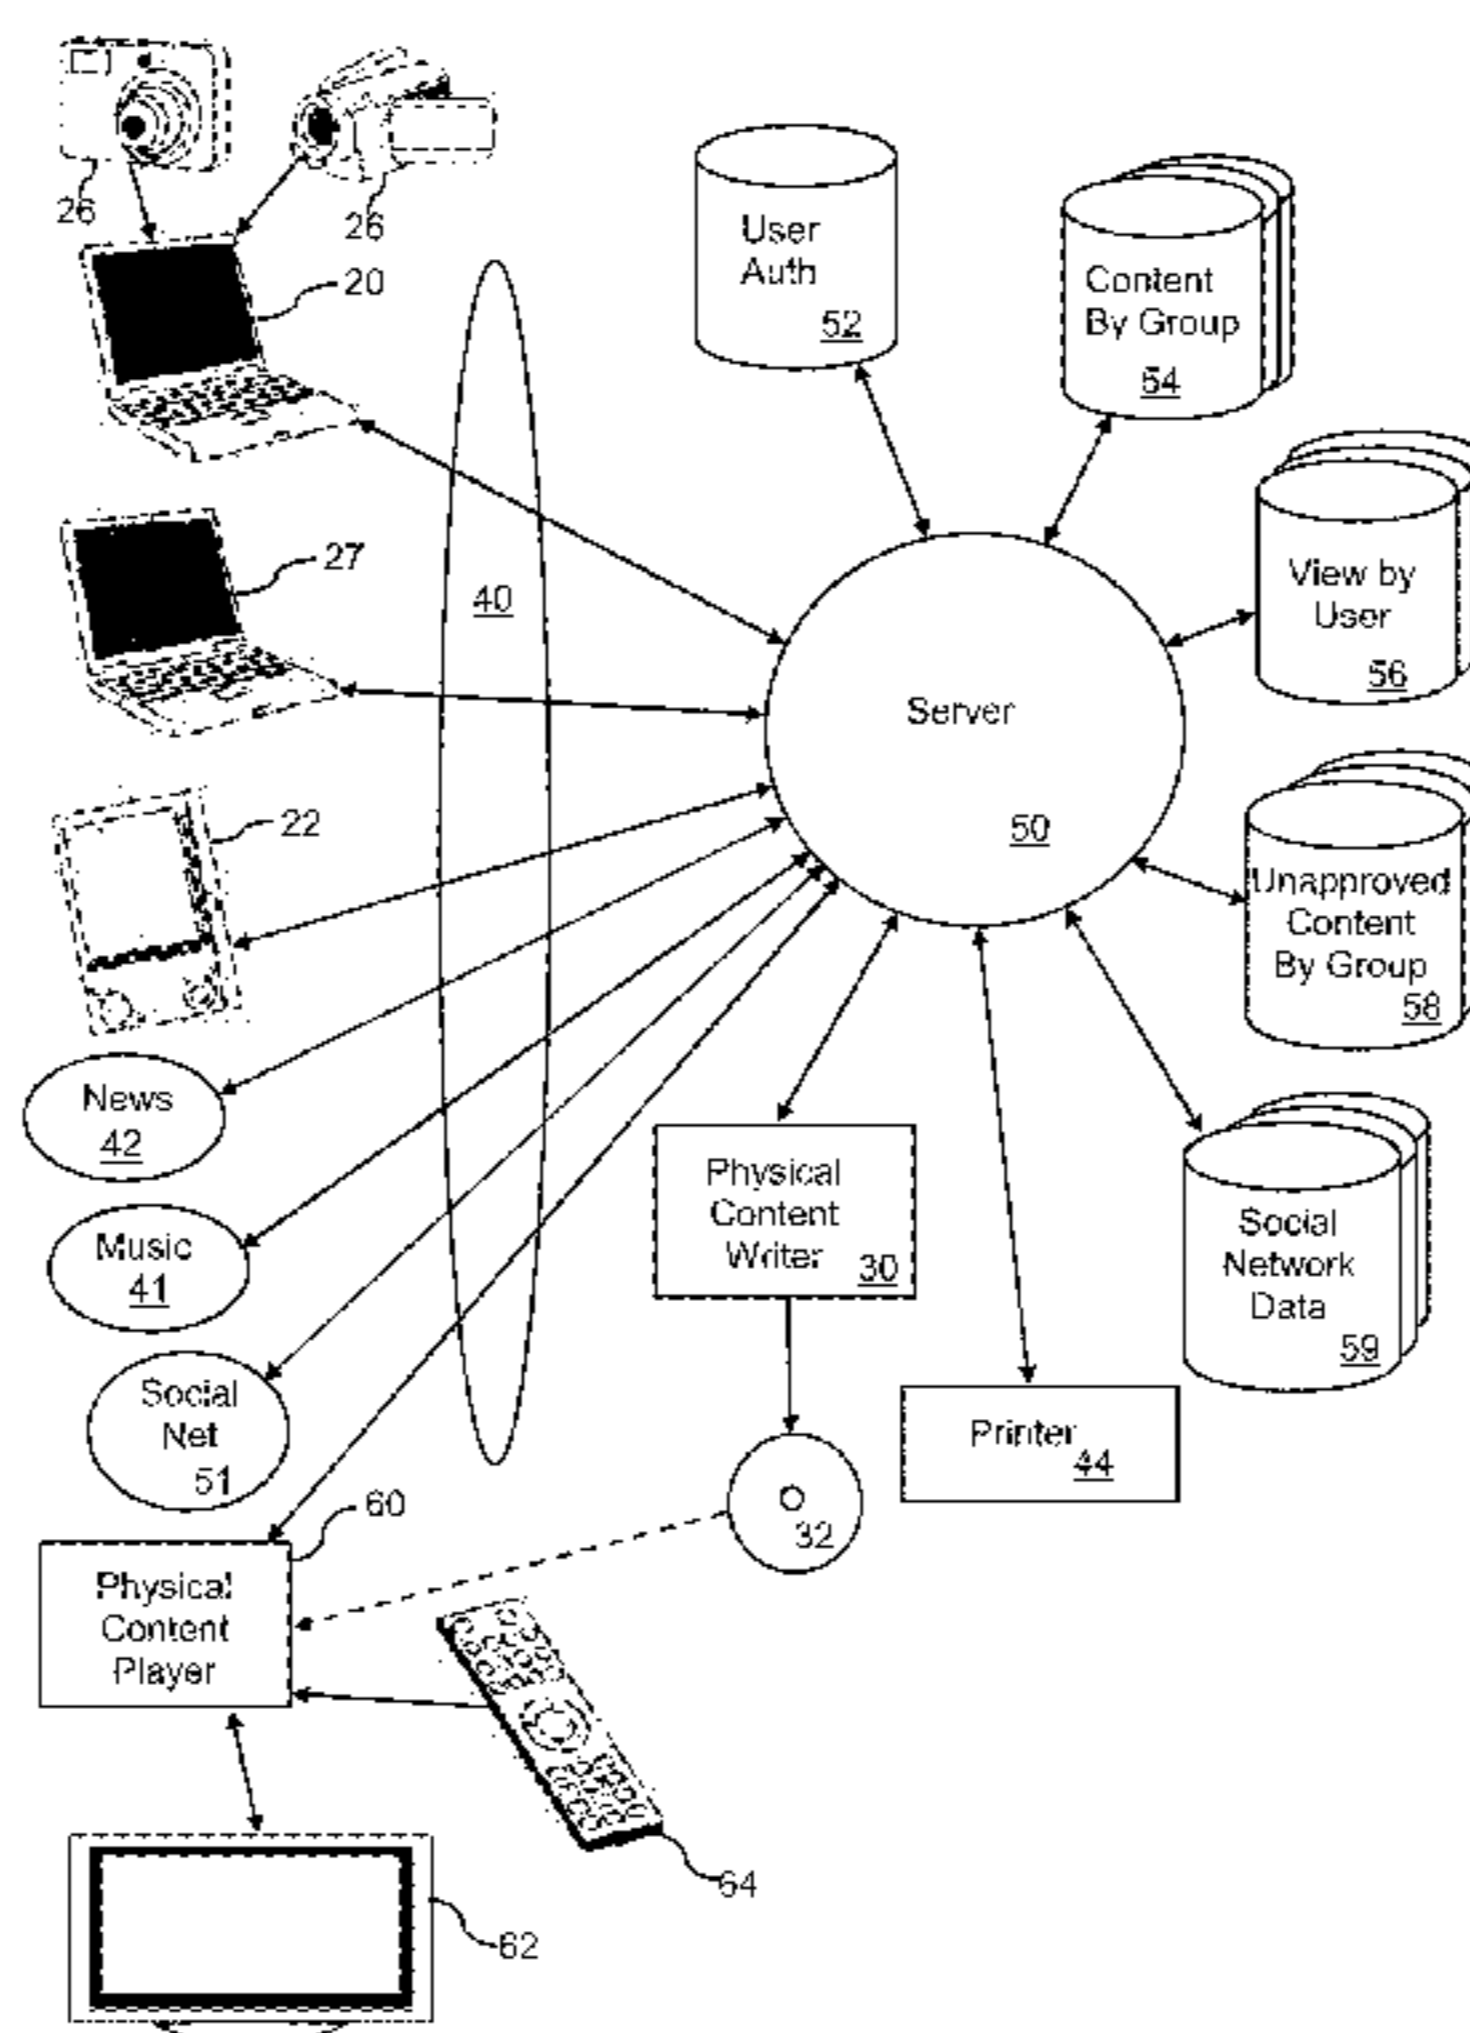 26
26
20
User
Auth
52
Content
By Group
54
27
40
View by
User
56
Server
50
22
Unapproved
Content
By Group
58
News
42
Music
41
Social
Net
51
Physical
Content
Writer
30
Social
Network
Data
59
Printer
44
32
60
Physical
Content
Player
64
62